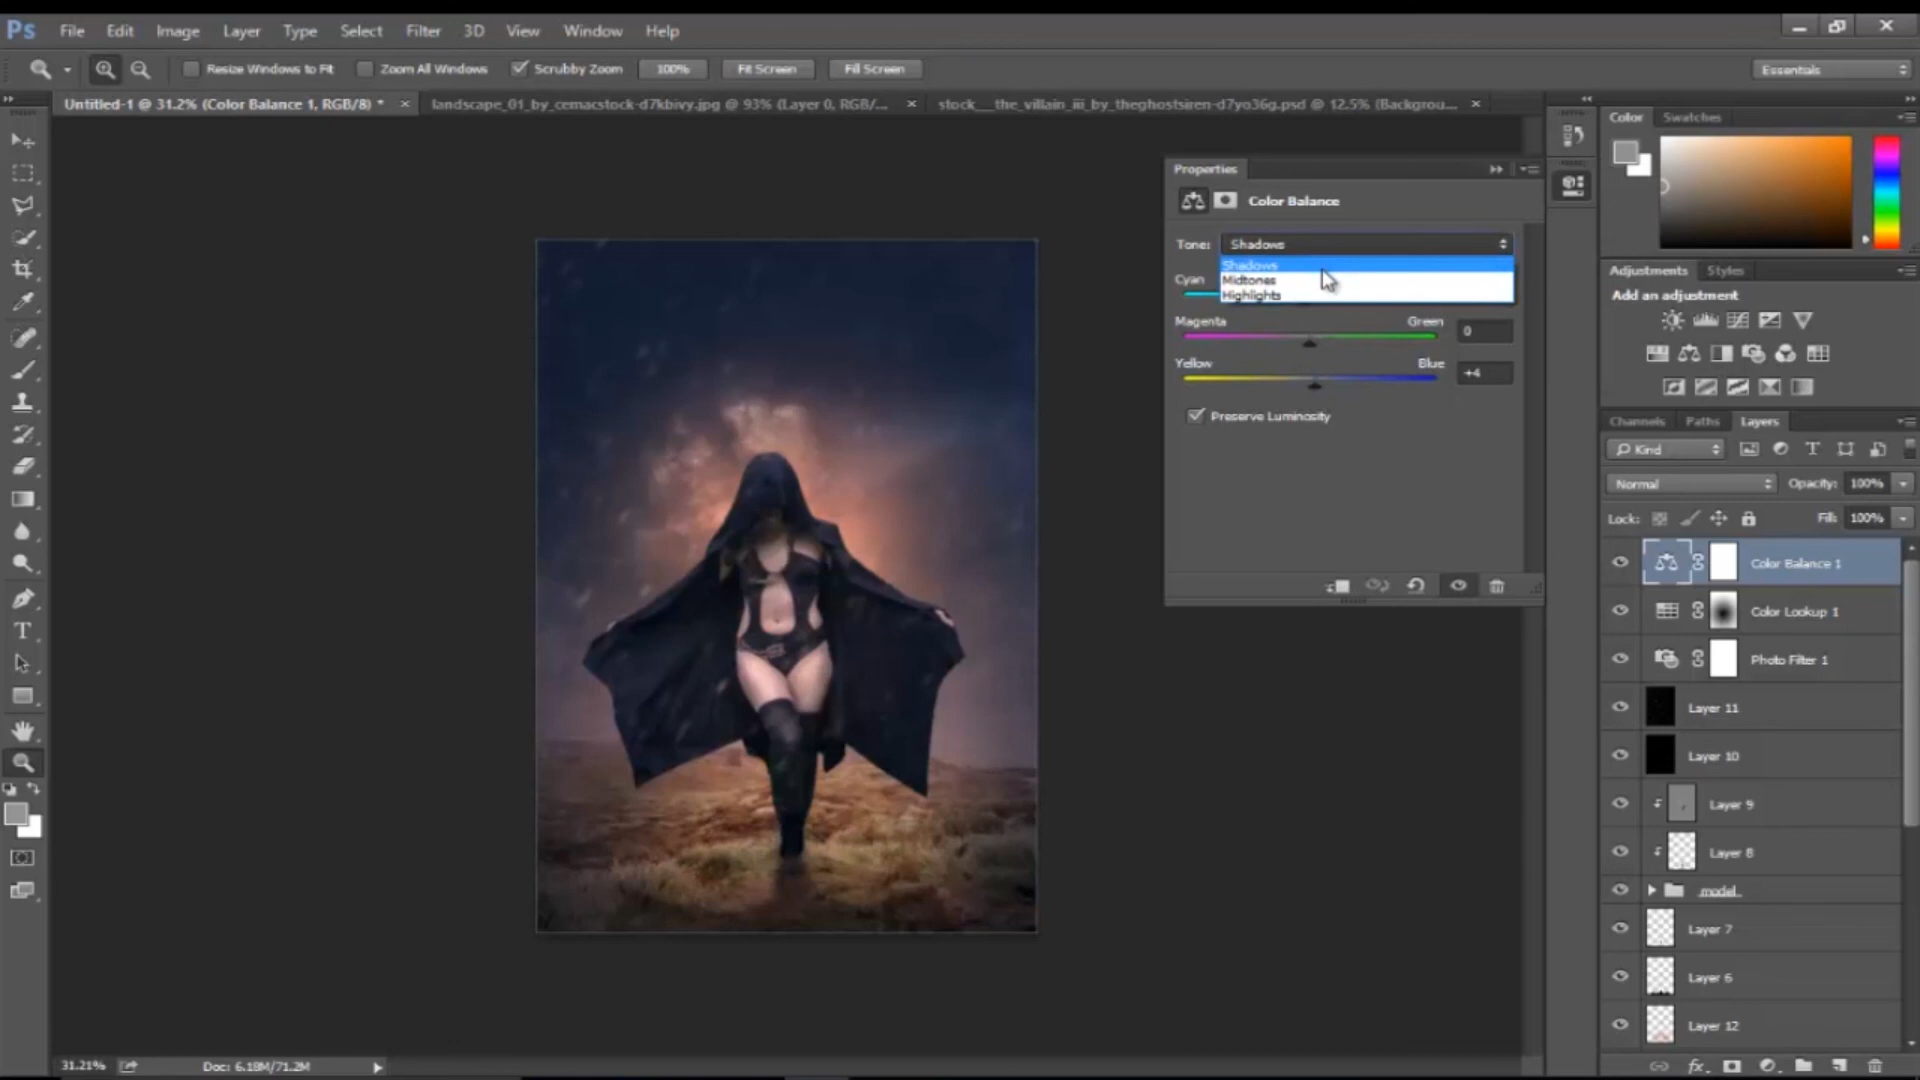 Ps File Edit Image Layer Type Select Filter 3D View Window Help
Resize Windows to Fit Zoom All Windows Scrubby Zoom 100% Fit Screen Fill Screen Essentials
Untitled-1 @ 31.2% (Color Balance 1, RGB/8) * × landscape_01_by_cemacstock-d7kbivy.jpg @ 93% (Layer 0, RGB/... × stock__the_villain_iii_by_theghostsiren-d7yo36g.psd @ 12.5% (Backgrou... ×
Color Swatches
Properties
Color Balance
Tone: Shadows
Shadows
Midtones
Highlights
Cyan
Magenta Green 0
Yellow Blue +4
Preserve Luminosity
Adjustments Styles
Add an adjustment
Channels Paths Layers
Kind
Normal Opacity: 100%
Lock: Fill: 100%
Color Balance 1
Color Lookup 1
Photo Filter 1
Layer 11
Layer 10
Layer 9
Layer 8
model
Layer 7
Layer 6
Layer 12
31.21% Doc: 6.18M/71.2M